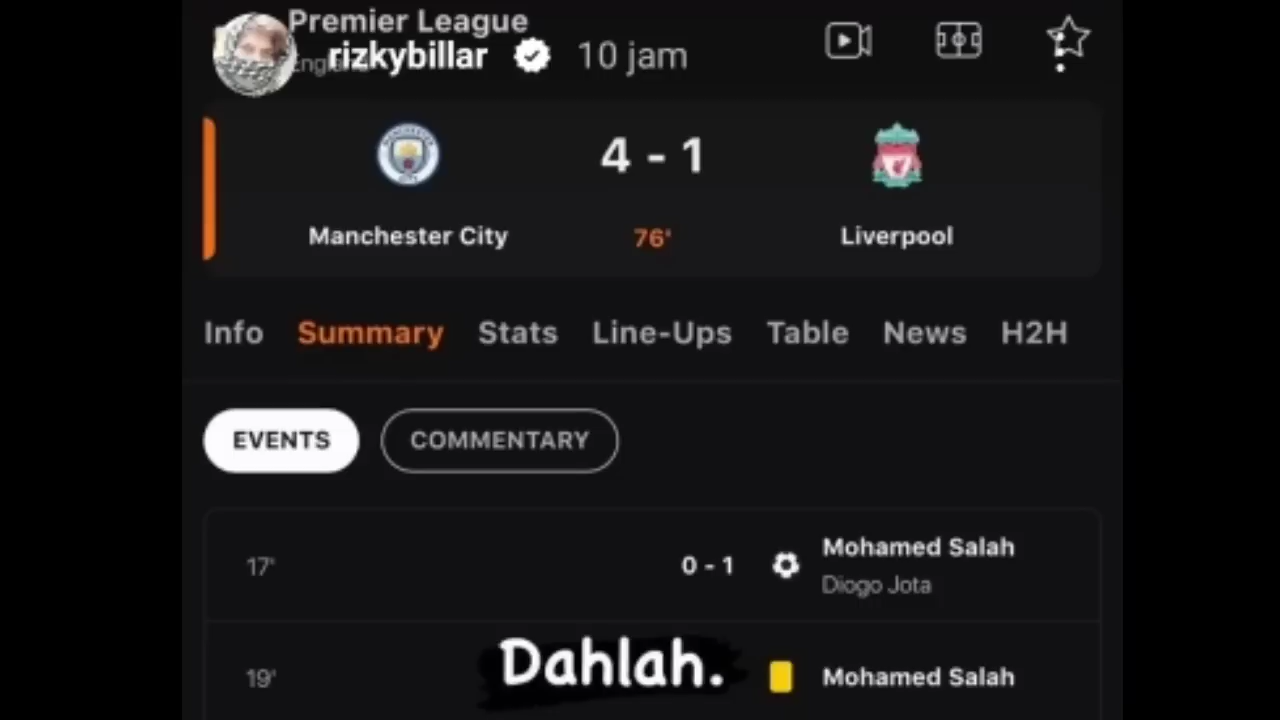 Premier League
England
rizkybillar 10 jam
4 - 1
Manchester City 76' Liverpool
Info Summary Stats Line-Ups Table News H2H
EVENTS COMMENTARY
17' 0 - 1 Mohamed Salah
Diogo Jota
19' Dahlah. Mohamed Salah